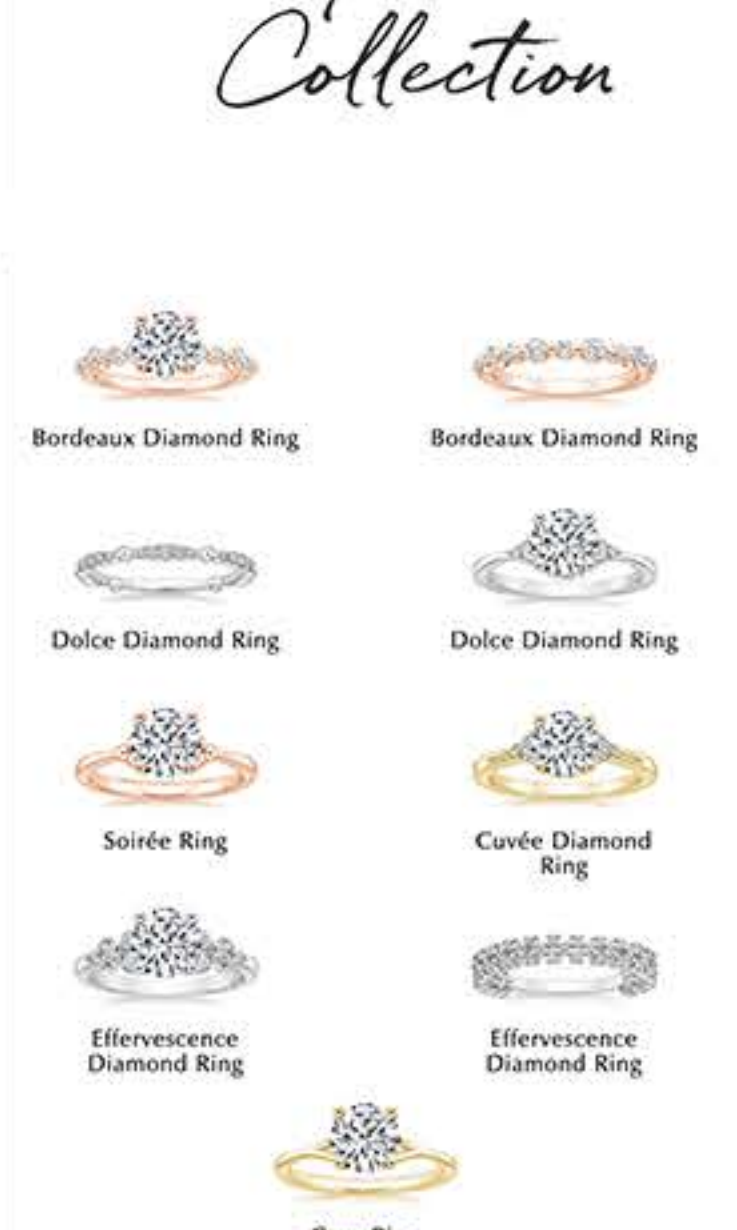 Collection
Bordeaux Diamond Ring
Bordeaux Diamond Ring
Dolce Diamond Ring
Dolce Diamond Ring
Soirée Ring
Cuvée Diamond
Ring
Effervescence
Diamond Ring
Effervescence
Diamond Ring